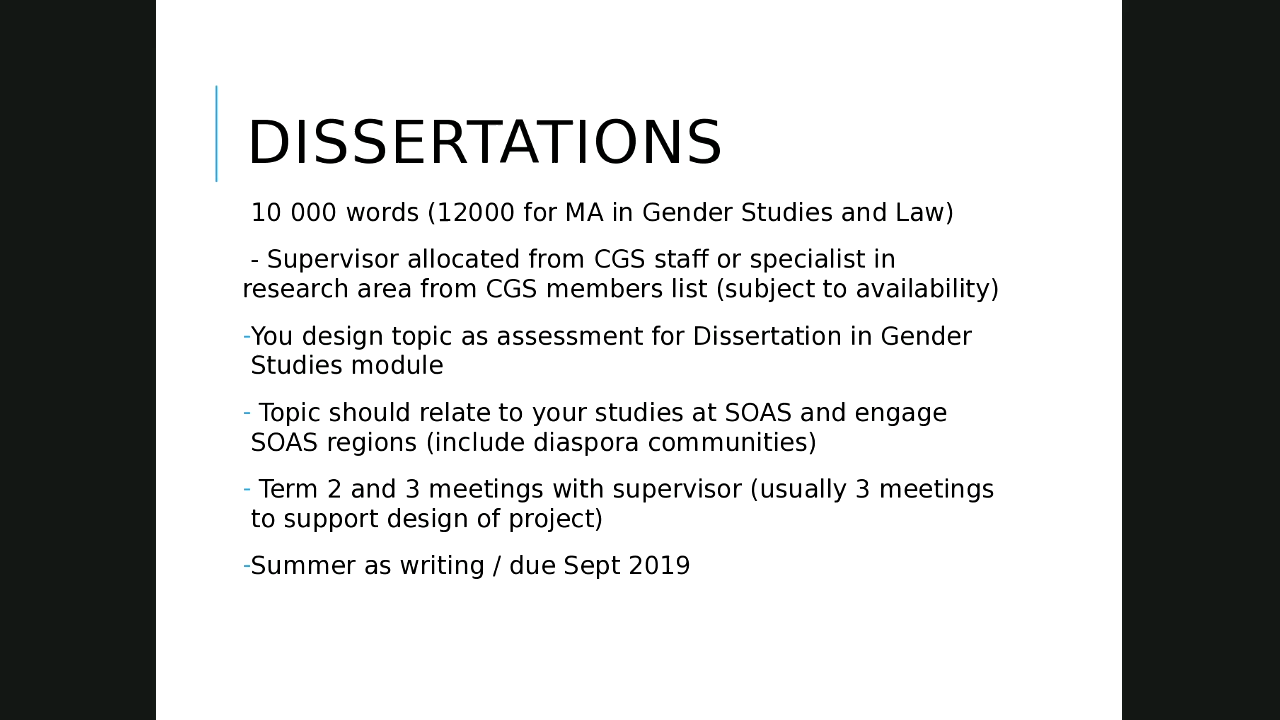 DISSERTATIONS
10 000 words (12000 for MA in Gender Studies and Law)
- Supervisor allocated from CGS staff or specialist in
research area from CGS members list (subject to availability)
-You design topic as assessment for Dissertation in Gender
Studies module
- Topic should relate to your studies at SOAS and engage
SOAS regions (include diaspora communities)
- Term 2 and 3 meetings with supervisor (usually 3 meetings
to support design of project)
-Summer as writing / due Sept 2019